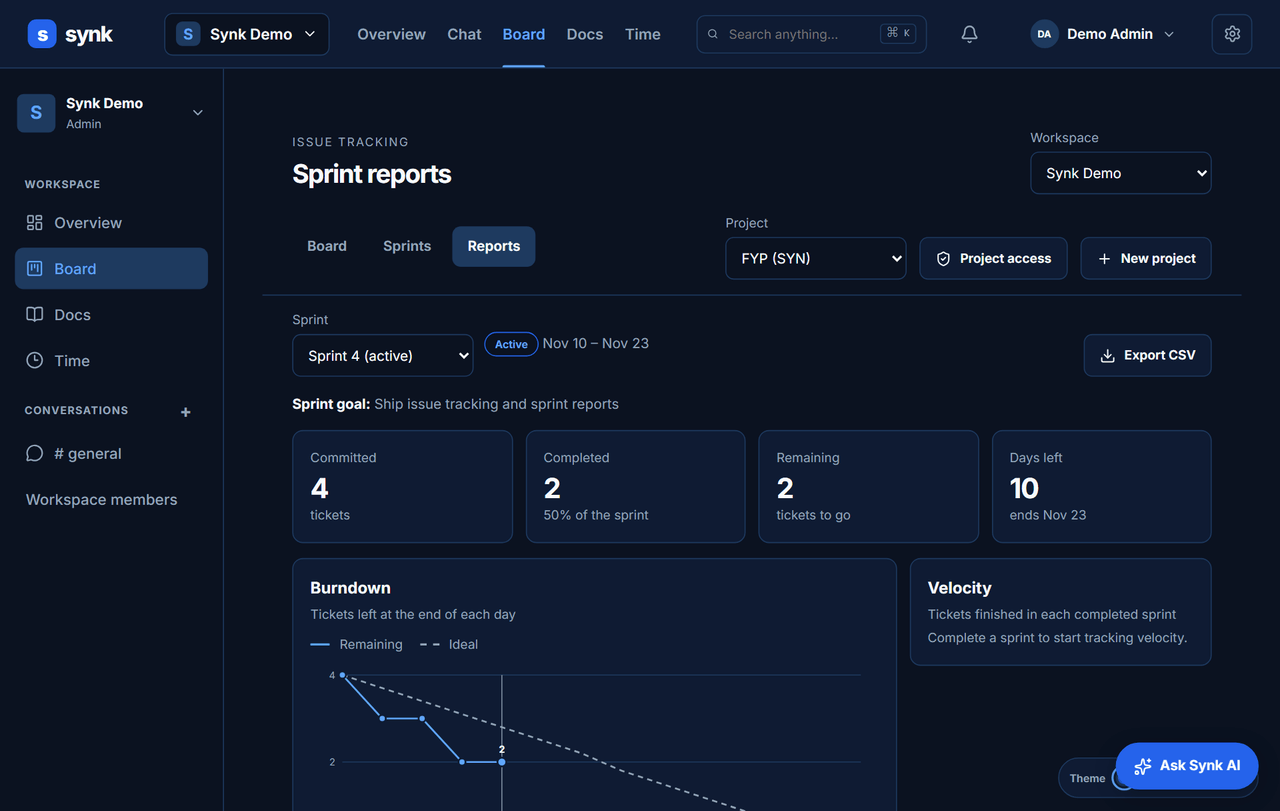 s synk
S Synk Demo
Overview Chat Board Docs Time
Search anything... ⌘ K
DA Demo Admin
S Synk Demo
Admin
WORKSPACE
Overview
Board
Docs
Time
CONVERSATIONS +
# general
Workspace members
ISSUE TRACKING
Sprint reports
Workspace
Synk Demo
Board Sprints Reports
Project
FYP (SYN)
Project access
+ New project
Sprint
Sprint 4 (active)
Active Nov 10 – Nov 23
Export CSV
Sprint goal: Ship issue tracking and sprint reports
Committed
4
tickets
Completed
2
50% of the sprint
Remaining
2
tickets to go
Days left
10
ends Nov 23
Burndown
Tickets left at the end of each day
Remaining Ideal
4
2
2
Velocity
Tickets finished in each completed sprint
Complete a sprint to start tracking velocity.
Theme
Ask Synk AI